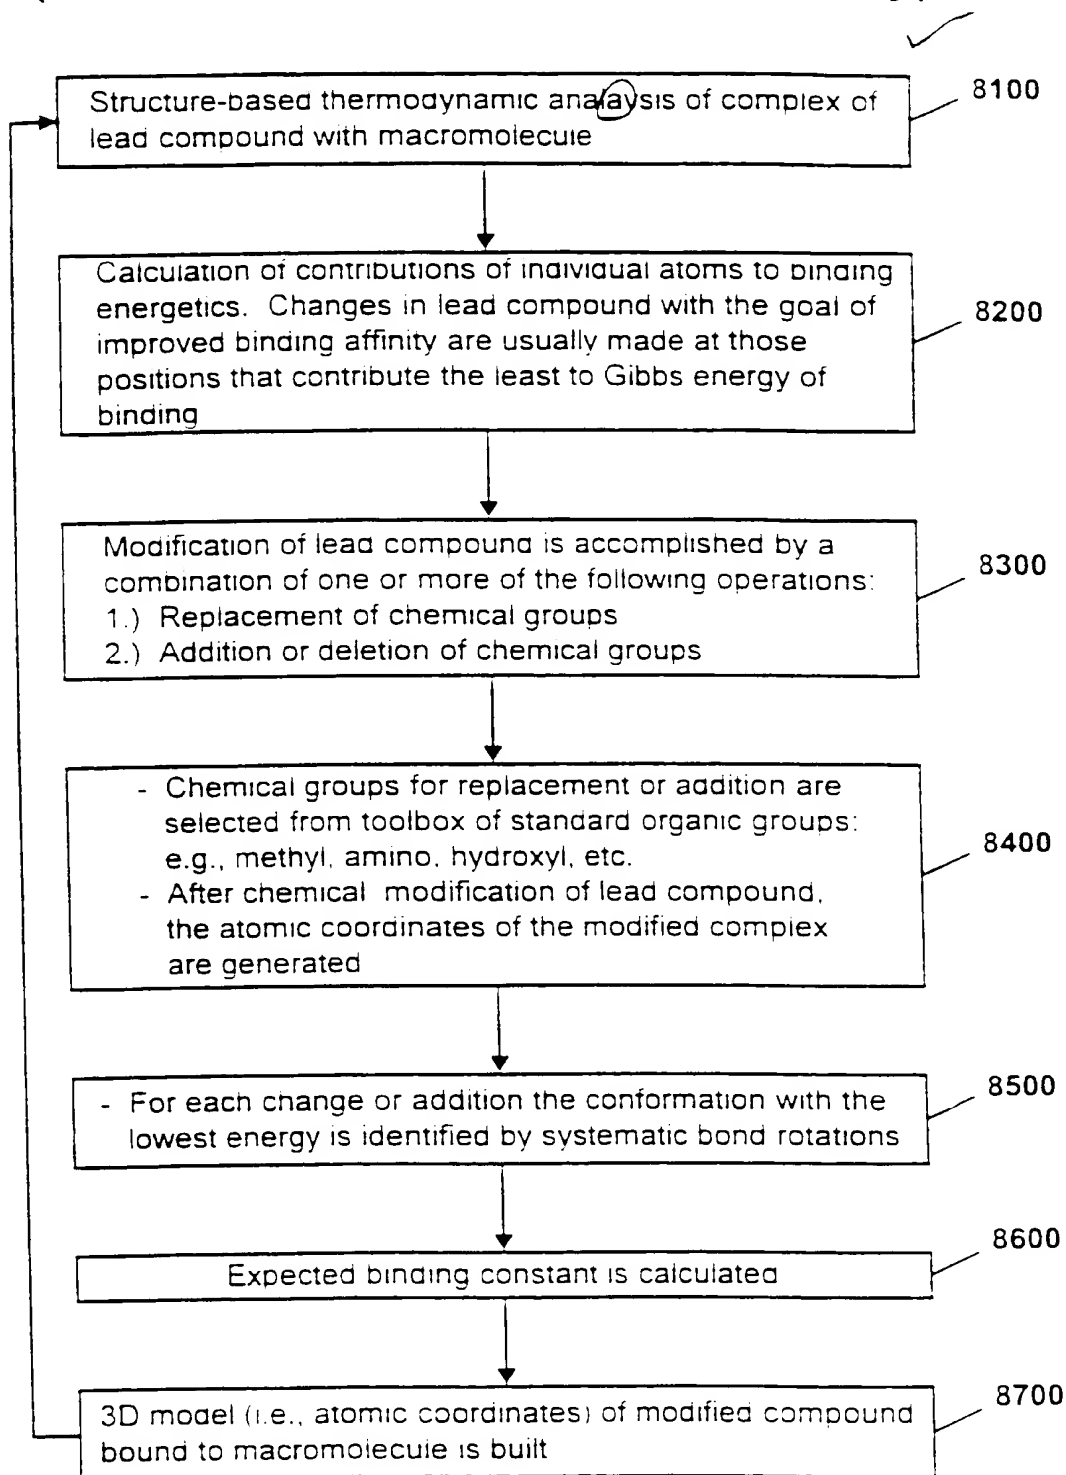 Structure-based thermodynamic analaysis of complex of
lead compound with macromolecule
8100
Calculation of contributions of individual atoms to binding
energetics. Changes in lead compound with the goal of
improved binding affinity are usually made at those
positions that contribute the least to Gibbs energy of
binding
8200
Modification of lead compound is accomplished by a
combination of one or more of the following operations:
1.) Replacement of chemical groups
2.) Addition or deletion of chemical groups
8300
- Chemical groups for replacement or addition are
selected from toolbox of standard organic groups:
e.g., methyl, amino, hydroxyl, etc.
- After chemical modification of lead compound,
the atomic coordinates of the modified complex
are generated
8400
- For each change or addition the conformation with the
lowest energy is identified by systematic bond rotations
8500
Expected binding constant is calculated
8600
3D model (i.e., atomic coordinates) of modified compound
bound to macromolecule is built
8700